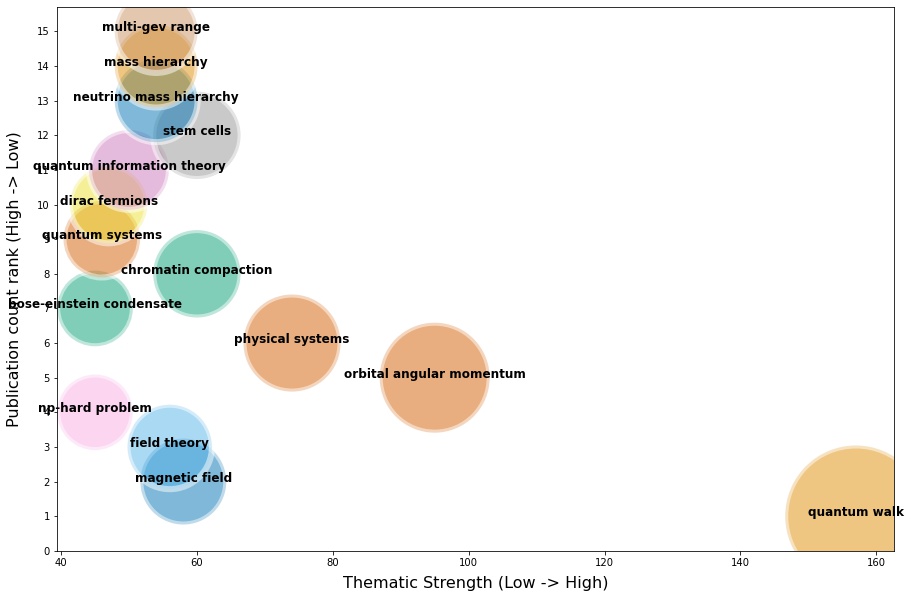 15
multi-gev range
14
mass hierarchy
13
neutrino mass hierarchy
12
stem cells
11
quantum information theory
10
dirac fermions
9
quantum systems
8
chromatin compaction
7
bose-einstein condensate
6
physical systems
5
orbital angular momentum
4
np-hard problem
3
field theory
2
magnetic field
1
quantum walk
0
40 60 80 100 120 140 160
Thematic Strength (Low -> High)
Publication count rank (High -> Low)